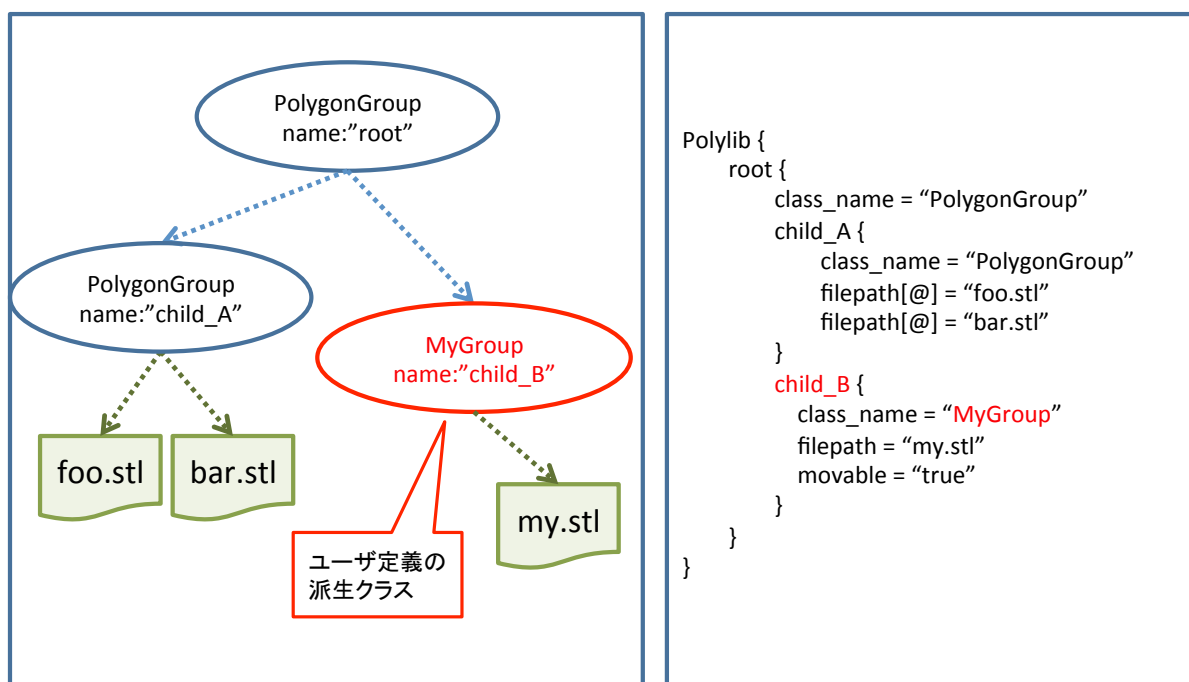 PolygonGroup
name:”root”
PolygonGroup
name:”child_A”
MyGroup
name:”child_B”
foo.stl
bar.stl
my.stl
ユーザ定義の
派生クラス
Polylib {
root {
class_name = “PolygonGroup”
child_A {
class_name = “PolygonGroup”
filepath[@] = “foo.stl”
filepath[@] = “bar.stl”
}
child_B {
class_name = “MyGroup”
filepath = “my.stl”
movable = “true”
}
}
}